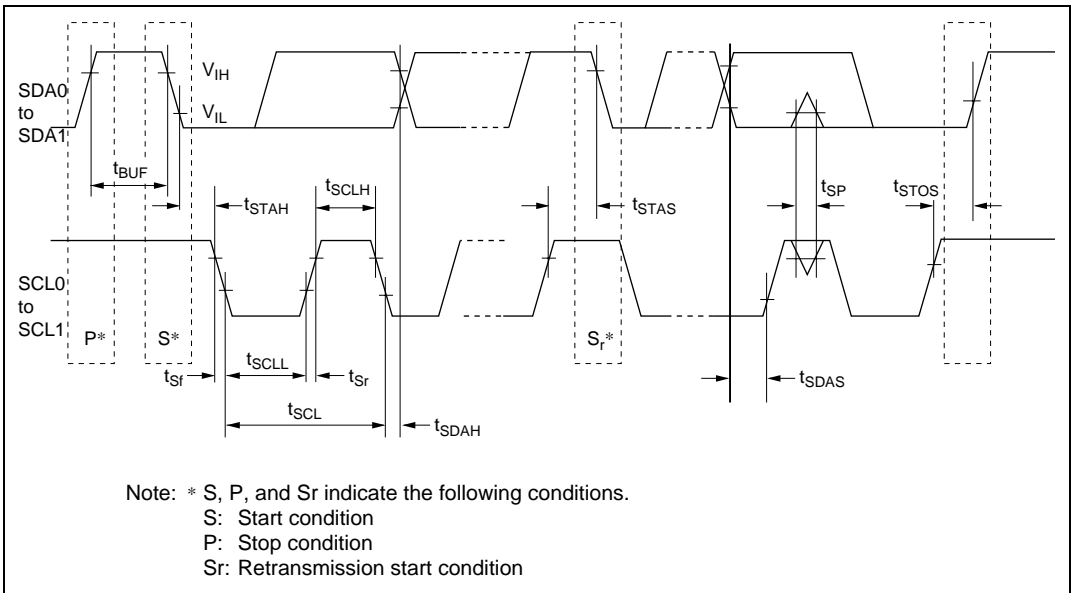 SDA0
to
SDA1
VIH
VIL
tBUF
tSTAH
tSCLH
tSTAS
tSP
tSTOS
SCL0
to
SCL1
P*
S*
Sr*
tSf
tSCLL
tSr
tSDAS
tSCL
tSDAH
Note: * S, P, and Sr indicate the following conditions.
S: Start condition
P: Stop condition
Sr: Retransmission start condition